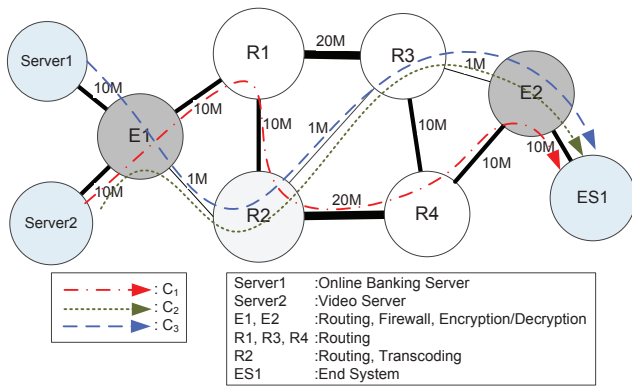 Server1
10M
10M
E1
10M
1M
Server2
R1
20M
R3
1M
E2
10M
1M
10M
10M
10M
R2
20M
R4
ES1
: C₁
: C₂
: C₃
Server1 :Online Banking Server
Server2 :Video Server
E1, E2 :Routing, Firewall, Encryption/Decryption
R1, R3, R4 :Routing
R2 :Routing, Transcoding
ES1 :End System